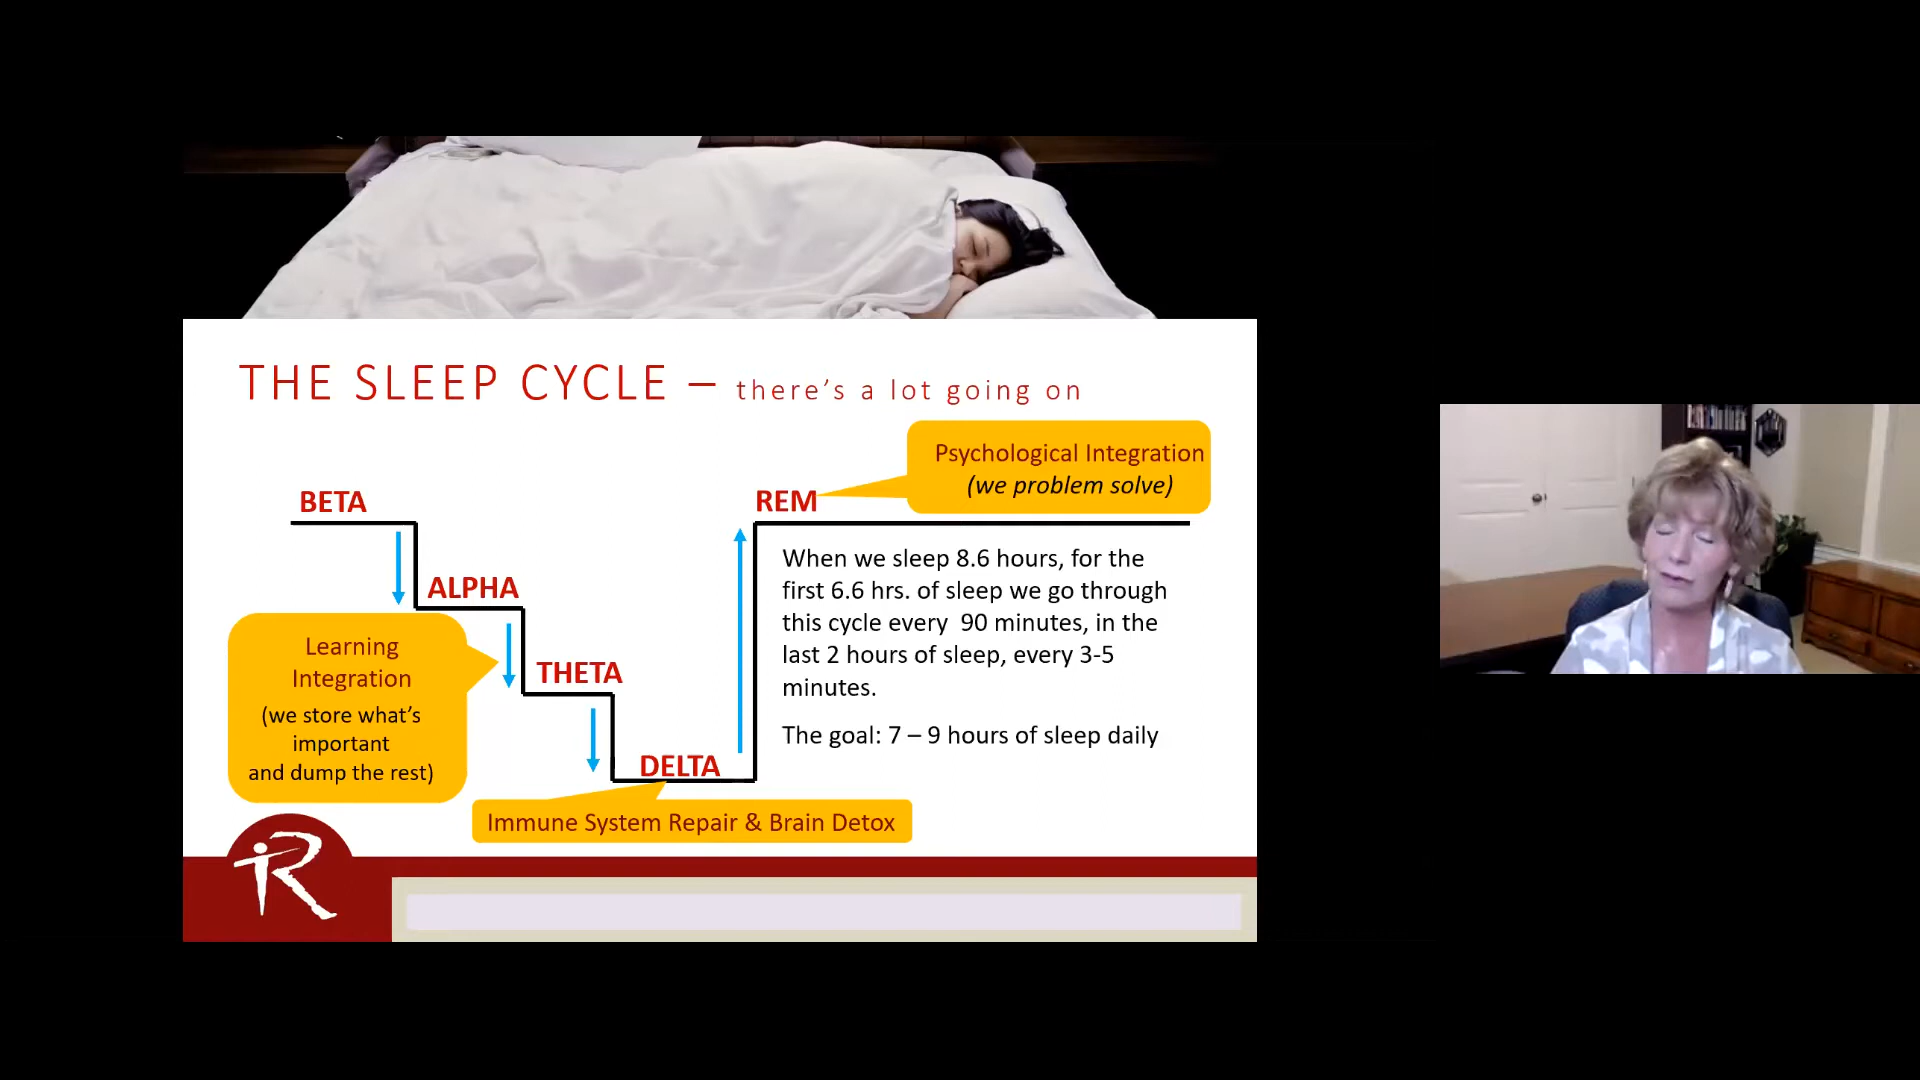 THE SLEEP CYCLE – there's a lot going on
Psychological Integration
(we problem solve)
BETA
REM
ALPHA
When we sleep 8.6 hours, for the
first 6.6 hrs. of sleep we go through
this cycle every 90 minutes, in the
last 2 hours of sleep, every 3-5
minutes.
The goal: 7 – 9 hours of sleep daily
Learning
Integration
(we store what's
important
and dump the rest)
THETA
DELTA
Immune System Repair & Brain Detox
R